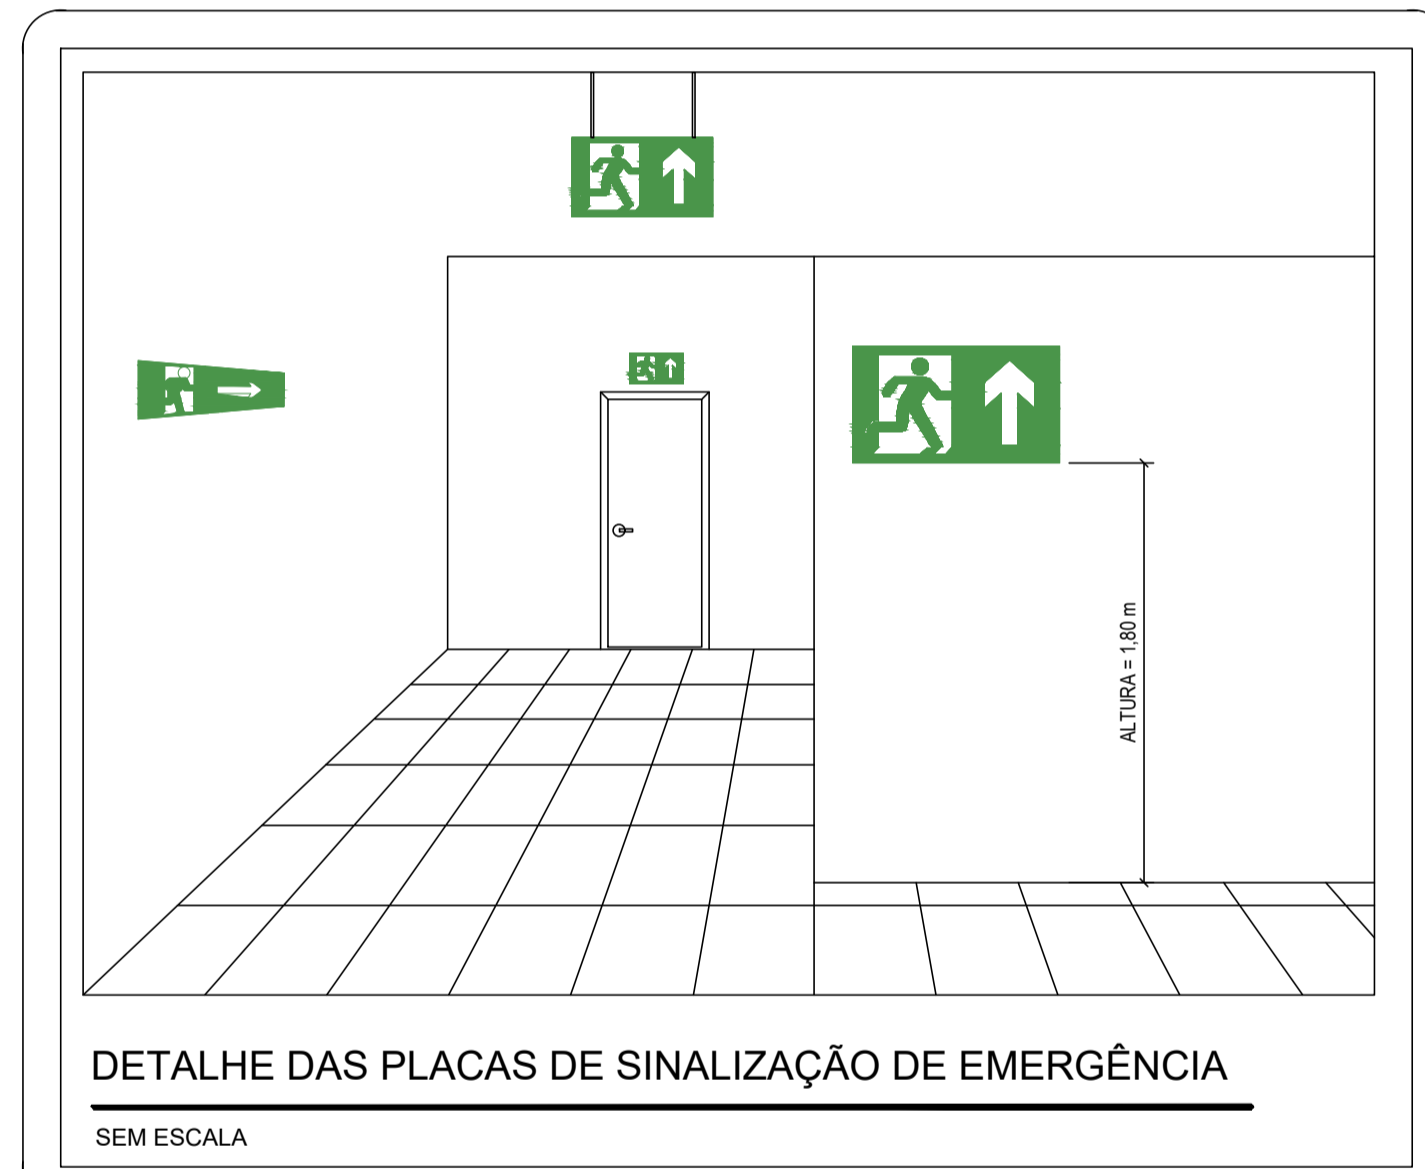 ALTURA = 1,80 m
DETALHE DAS PLACAS DE SINALIZAÇÃO DE EMERGÊNCIA
SEM ESCALA